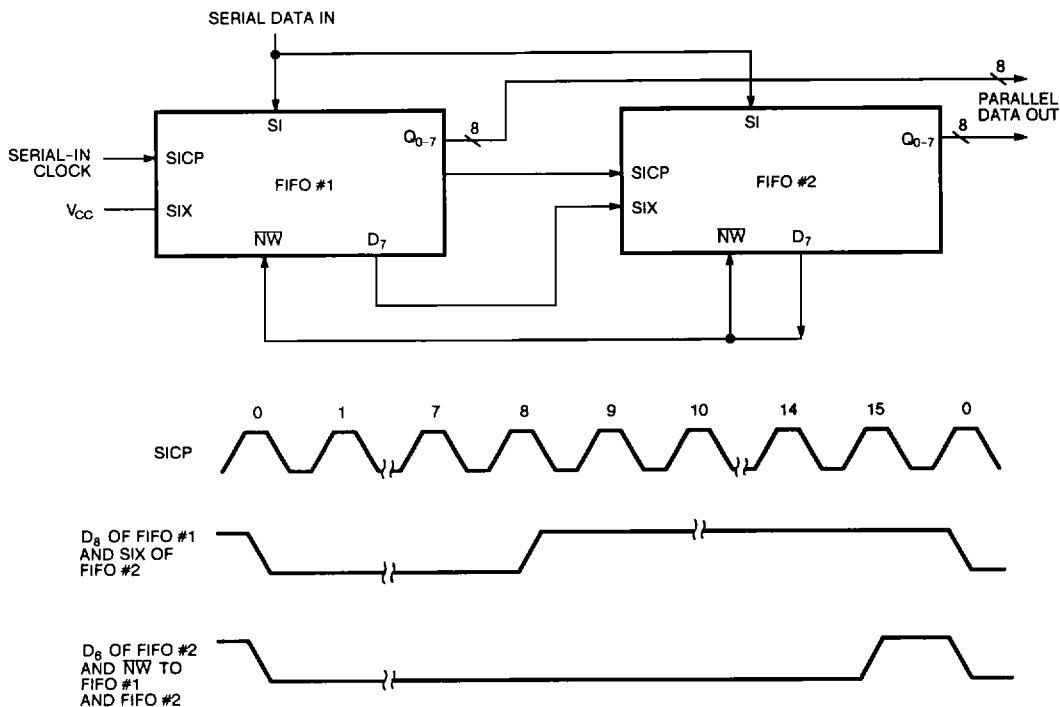 SERIAL DATA IN
8
8
PARALLEL
DATA OUT
SI
Q0–7
8
SERIAL-IN
CLOCK
SICP
FIFO #1
VCC
SIX
NW
D7
SI
Q0–7
SICP
FIFO #2
SIX
NW
D7
0 1 7 8 9 10 14 15 0
SICP
D8 OF FIFO #1
AND SIX OF
FIFO #2
D6 OF FIFO #2
AND NW TO
FIFO #1
AND FIFO #2